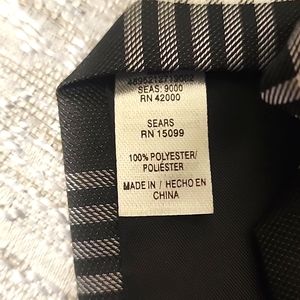 SEAS: 9000
RN 42000
SEARS
RN 15099
100% POLYESTER/
POLIÉSTER
MADE IN / HECHO EN
CHINA